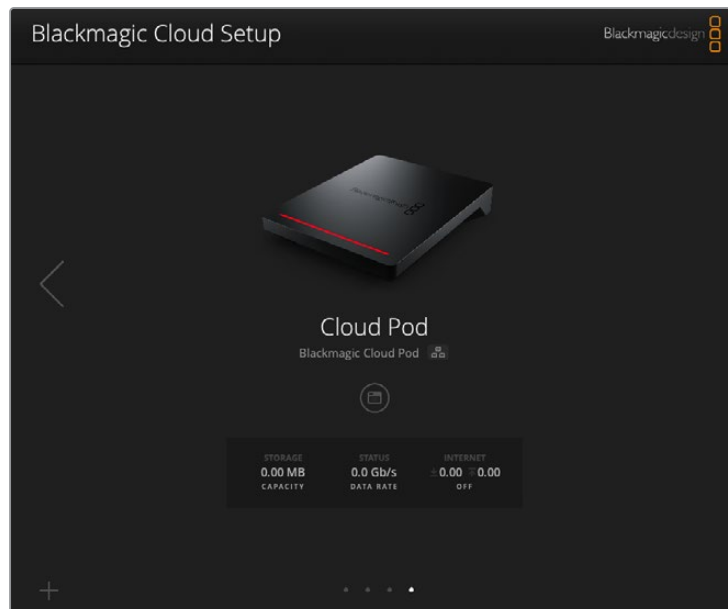 Blackmagic Cloud Setup
Blackmagicdesign
Blackmagicdesign
Cloud Pod
Blackmagic Cloud Pod
STORAGE STATUS INTERNET
0.00 MB 0.0 Gb/s 0.00 0.00
CAPACITY DATA RATE OFF